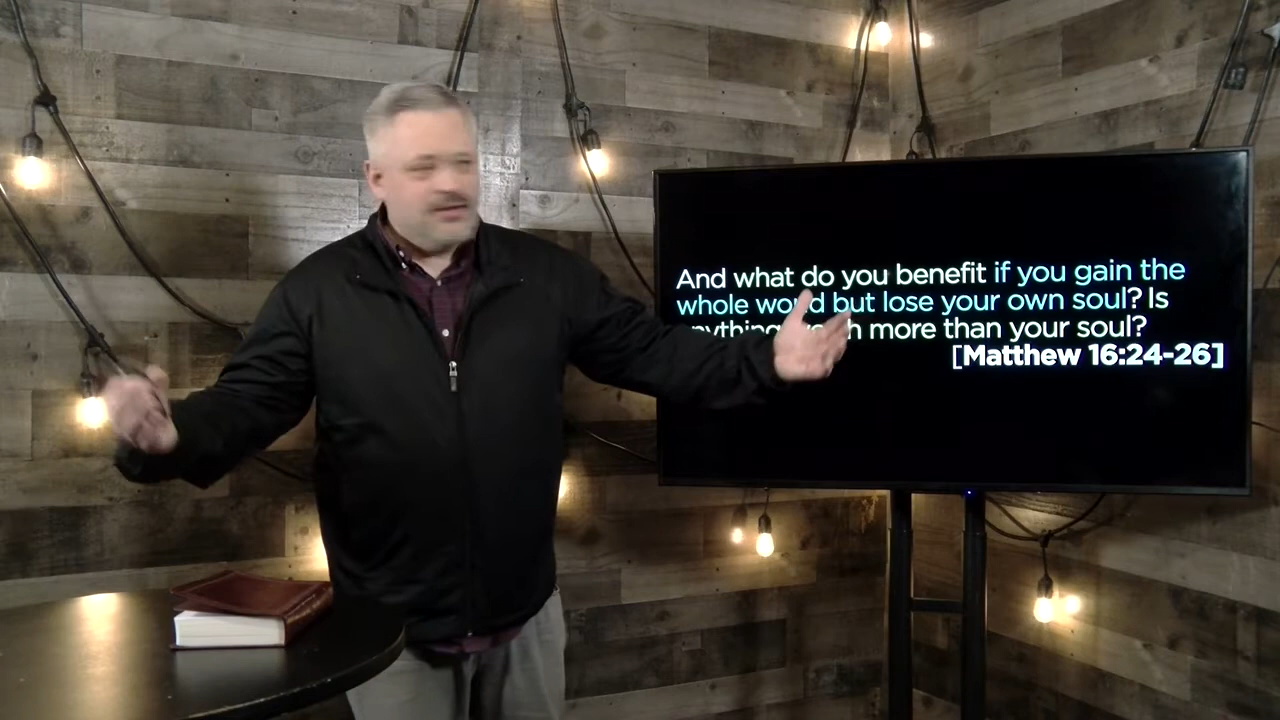 And what do you benefit if you gain the
whole world but lose your own soul? Is
more than your soul?
[Matthew 16:24-26]